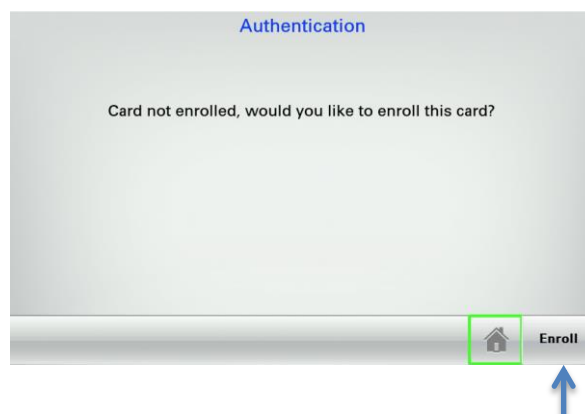 Authentication
Card not enrolled, would you like to enroll this card?
Enroll